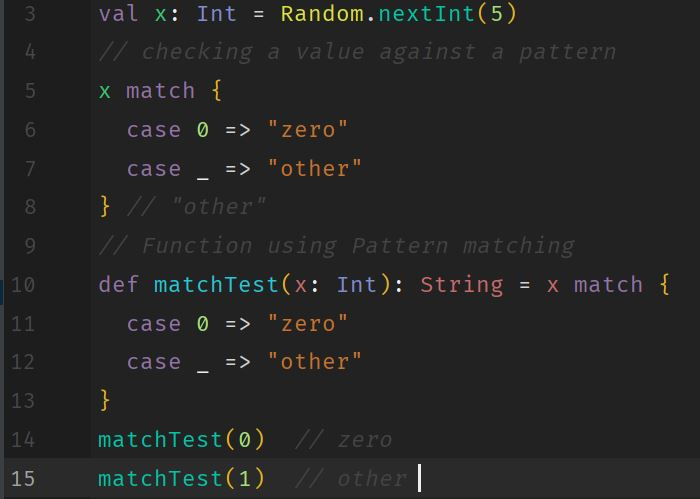 3 val x: Int = Random.nextInt(5)
4 // checking a value against a pattern
5 x match {
6   case 0 => "zero"
7   case _ => "other"
8 } // "other"
9 // Function using Pattern matching
10 def matchTest(x: Int): String = x match {
11   case 0 => "zero"
12   case _ => "other"
13 }
14 matchTest(0)  // zero
15 matchTest(1)  // other